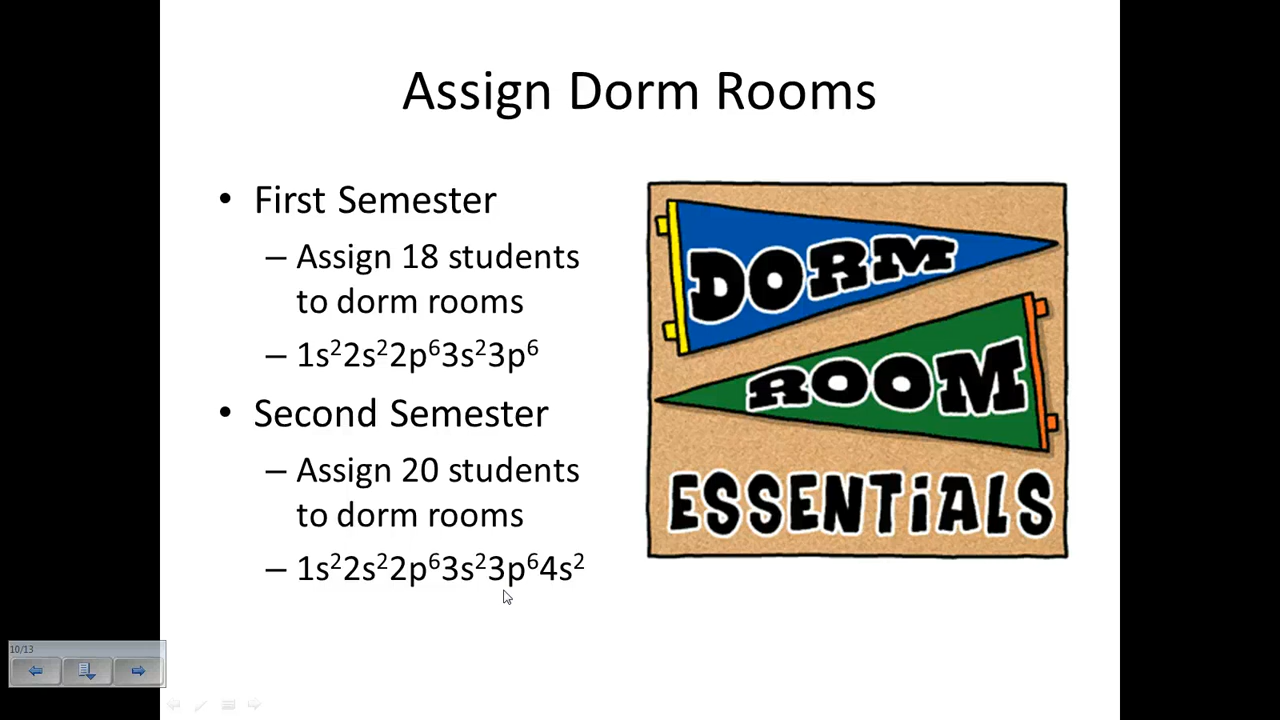 Assign Dorm Rooms
• First Semester
– Assign 18 students
to dorm rooms
– 1s²2s²2p⁶3s²3p⁶
• Second Semester
– Assign 20 students
to dorm rooms
– 1s²2s²2p⁶3s²3p⁶4s²
DORM
ROOM
ESSENTiALS
10/13